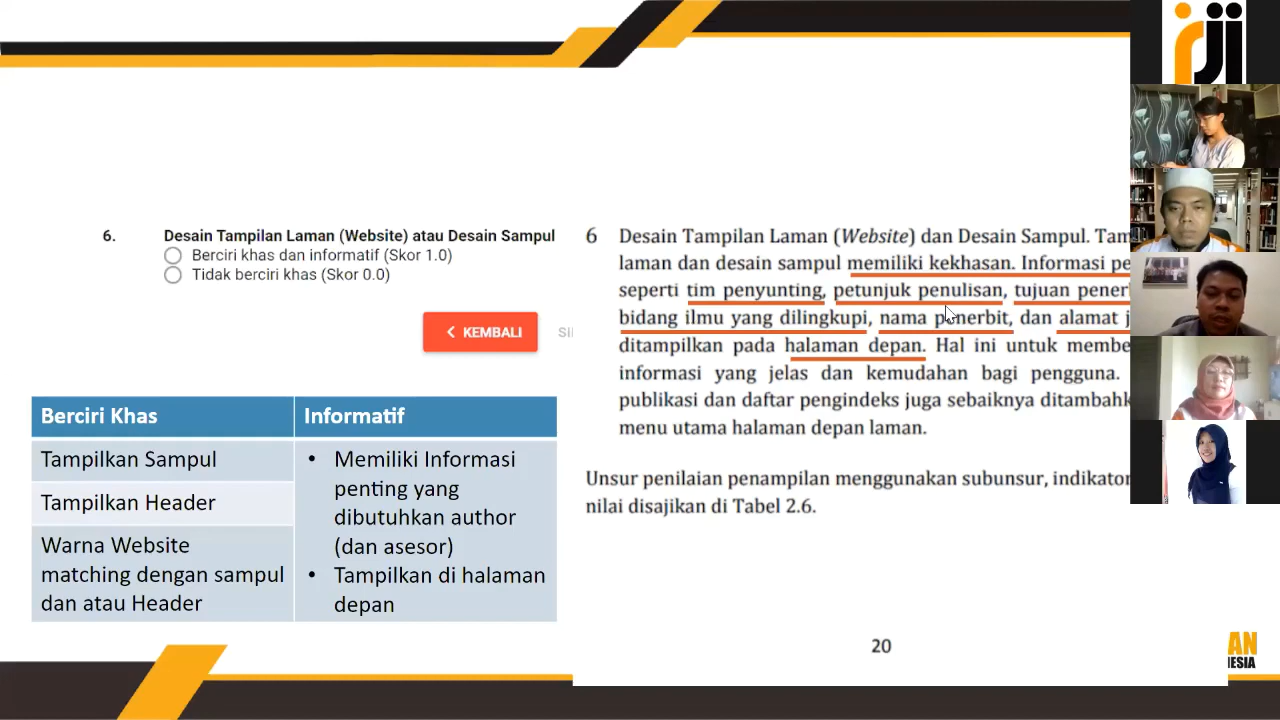 rji
6. Desain Tampilan Laman (Website) atau Desain Sampul
Berciri khas dan informatif (Skor 1.0)
Tidak berciri khas (Skor 0.0)
KEMBALI
Berciri Khas Informatif
Tampilkan Sampul
Tampilkan Header
Warna Website
matching dengan sampul
dan atau Header
• Memiliki Informasi
penting yang
dibutuhkan author
(dan asesor)
• Tampilkan di halaman
depan
6 Desain Tampilan Laman (Website) dan Desain Sampul.
laman dan desain sampul memiliki kekhasan. Informasi
seperti tim penyunting, petunjuk penulisan, tujuan
bidang ilmu yang dilingkupi, nama penerbit, dan alamat
ditampilkan pada halaman depan. Hal ini untuk
informasi yang jelas dan kemudahan bagi pengguna.
publikasi dan daftar pengindeks juga sebaiknya
menu utama halaman depan laman.
Unsur penilaian penampilan menggunakan subunsur,
nilai disajikan di Tabel 2.6.
20